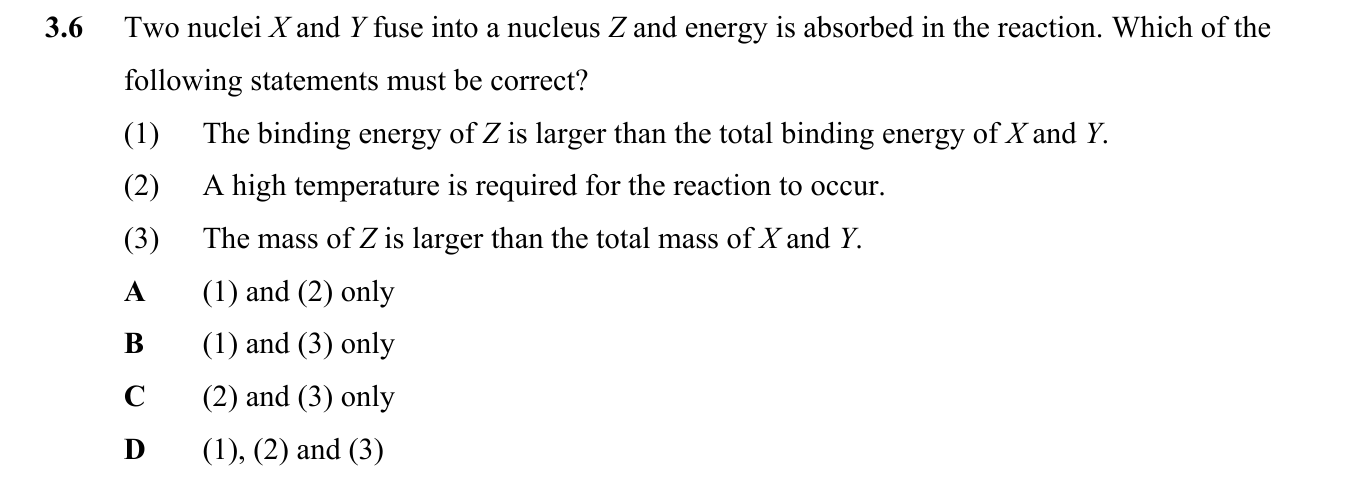 3.6 Two nuclei X and Y fuse into a nucleus Z and energy is absorbed in the reaction. Which of the
following statements must be correct?
(1) The binding energy of Z is larger than the total binding energy of X and Y.
(2) A high temperature is required for the reaction to occur.
(3) The mass of Z is larger than the total mass of X and Y.
A (1) and (2) only
B (1) and (3) only
C (2) and (3) only
D (1), (2) and (3)